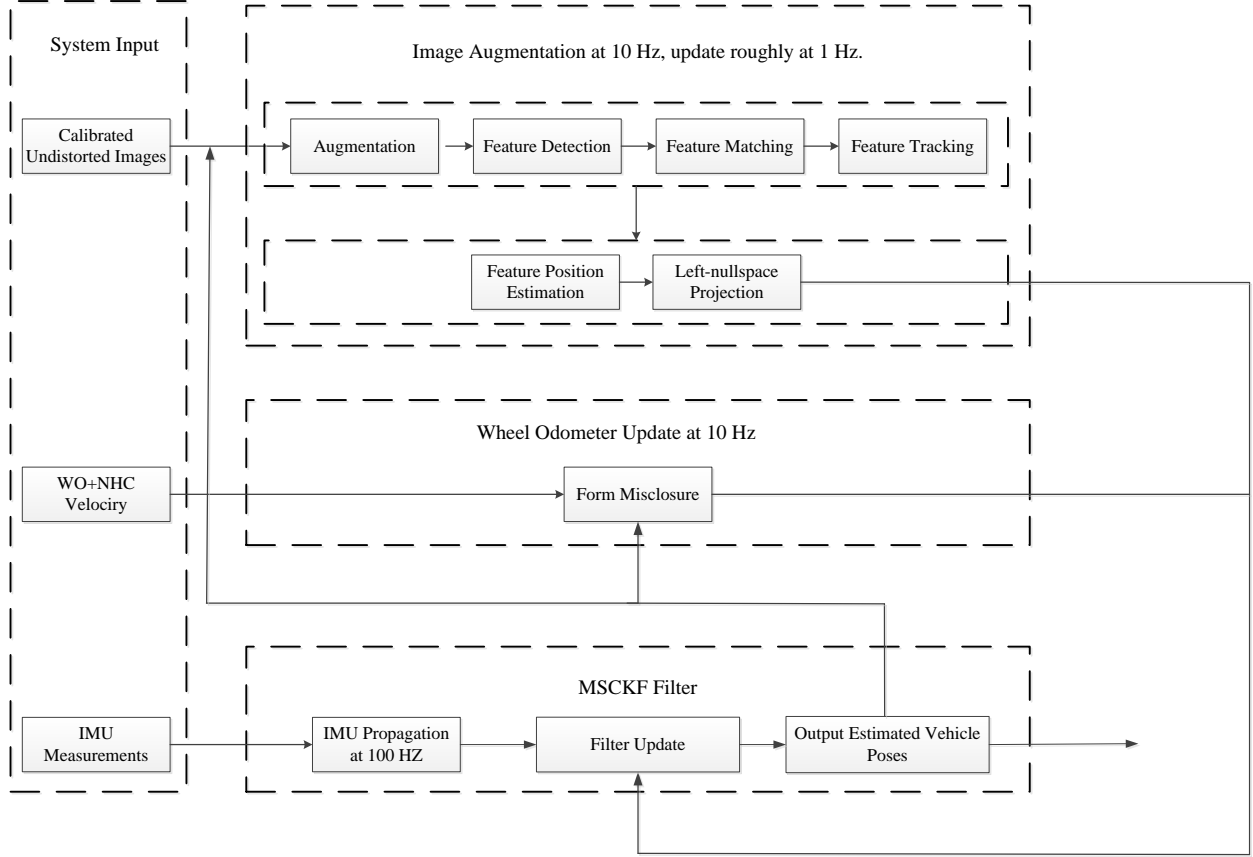 System Input
Image Augmentation at 10 Hz, update roughly at 1 Hz.
Calibrated
Undistorted Images
Augmentation
Feature Detection
Feature Matching
Feature Tracking
Feature Position
Estimation
Left-nullspace
Projection
Wheel Odometer Update at 10 Hz
WO+NHC
Velociry
Form Misclosure
MSCKF Filter
IMU
Measurements
IMU Propagation
at 100 HZ
Filter Update
Output Estimated Vehicle
Poses